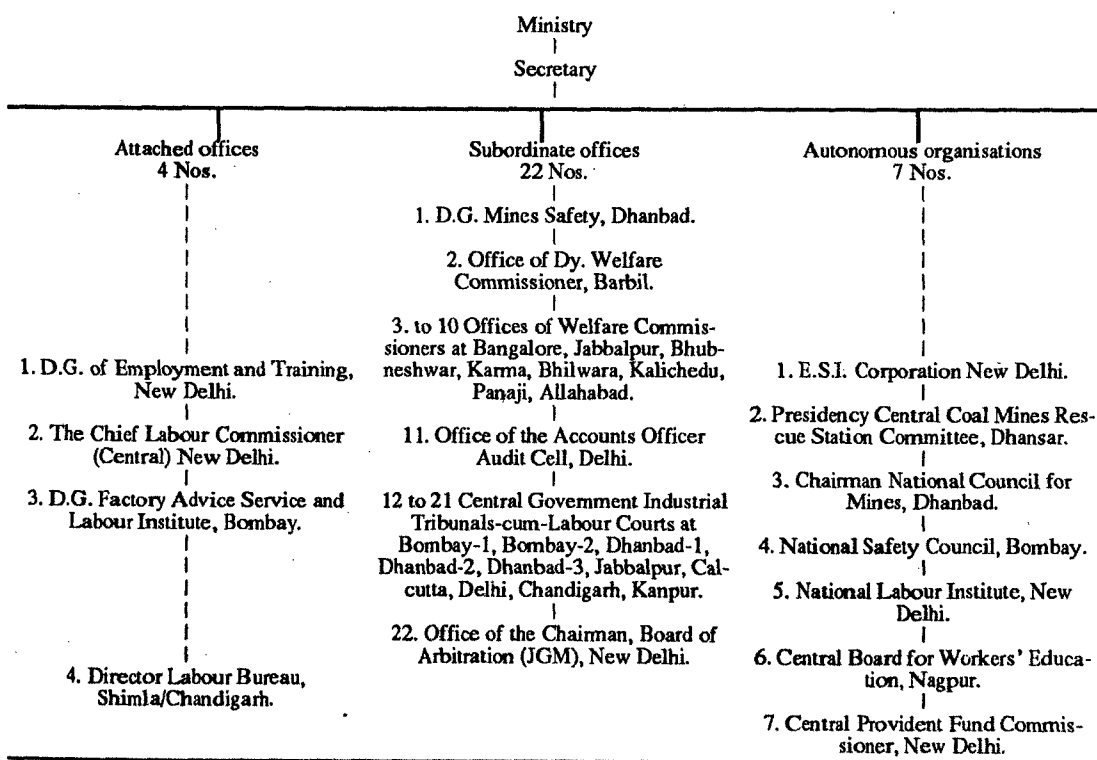 Ministry
Secretary
Attached offices
4 Nos.
1. D.G. of Employment and Training,
New Delhi.
2. The Chief Labour Commissioner
(Central) New Delhi.
3. D.G. Factory Advice Service and
Labour Institute, Bombay.
4. Director Labour Bureau,
Shimla/Chandigarh.
Subordinate offices
22 Nos.
1. D.G. Mines Safety, Dhanbad.
2. Office of Dy. Welfare
Commissioner, Barbil.
3. to 10 Offices of Welfare Commis-
sioners at Bangalore, Jabbalpur, Bhub-
neshwar, Karma, Bhilwara, Kalichedu,
Panaji, Allahabad.
11. Office of the Accounts Officer
Audit Cell, Delhi.
12 to 21 Central Government Industrial
Tribunals-cum-Labour Courts at
Bombay-1, Bombay-2, Dhanbad-1,
Dhanbad-2, Dhanbad-3, Jabbalpur, Cal-
cutta, Delhi, Chandigarh, Kanpur.
22. Office of the Chairman, Board of
Arbitration (JGM), New Delhi.
Autonomous organisations
7 Nos.
1. E.S.I. Corporation New Delhi.
2. Presidency Central Coal Mines Res-
cue Station Committee, Dhansar.
3. Chairman National Council for
Mines, Dhanbad.
4. National Safety Council, Bombay.
5. National Labour Institute, New
Delhi.
6. Central Board for Workers' Educa-
tion, Nagpur.
7. Central Provident Fund Commis-
sioner, New Delhi.